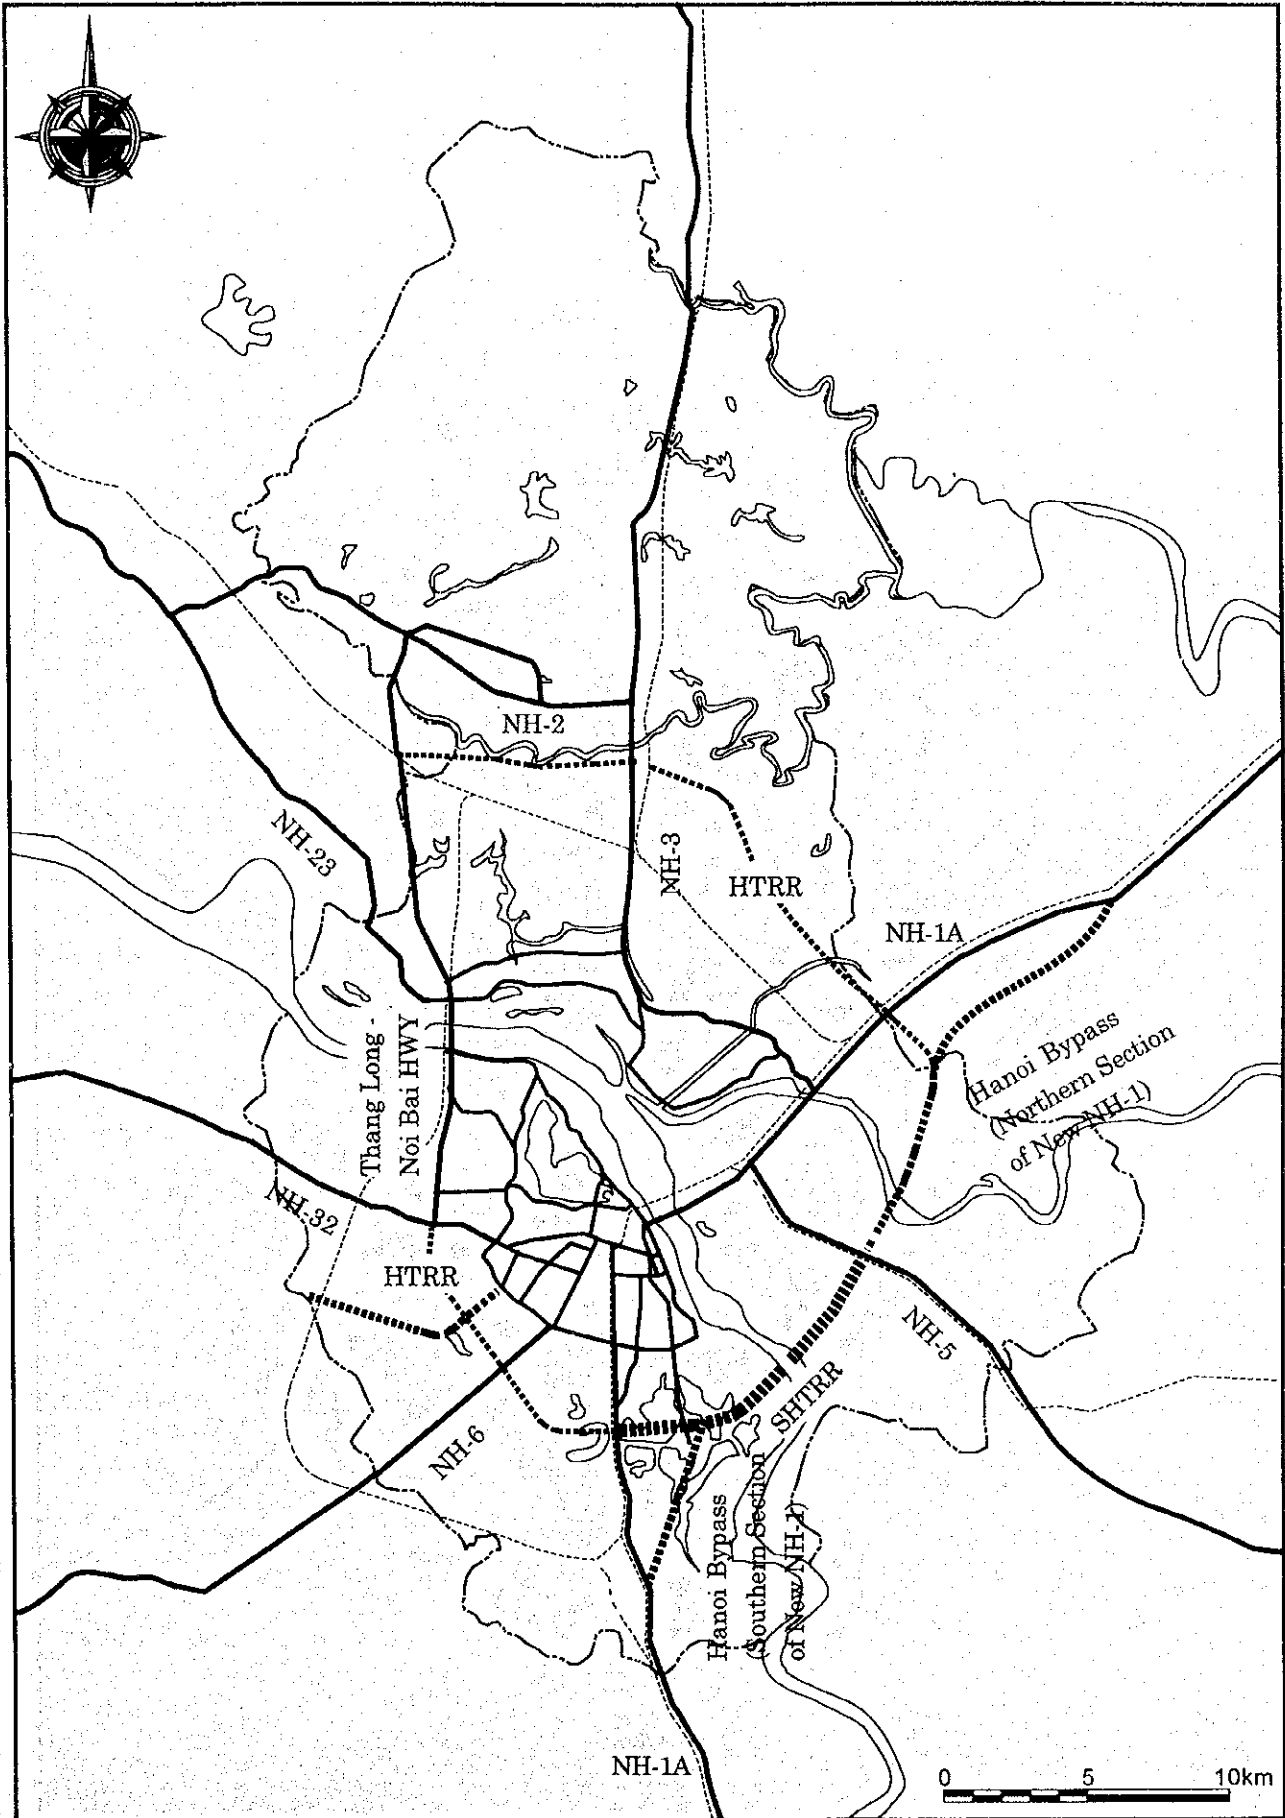 NH-2
NH-23
NH-3
HTRR
NH-1A
Thang Long -
Noi Bai HWY
Hanoi Bypass
(Northern Section
of New NH-1)
NH-32
HTRR
NH-5
SHTRR
NH-6
Hanoi Bypass
(Southern Section
of New NH-1)
NH-1A
0 5 10km